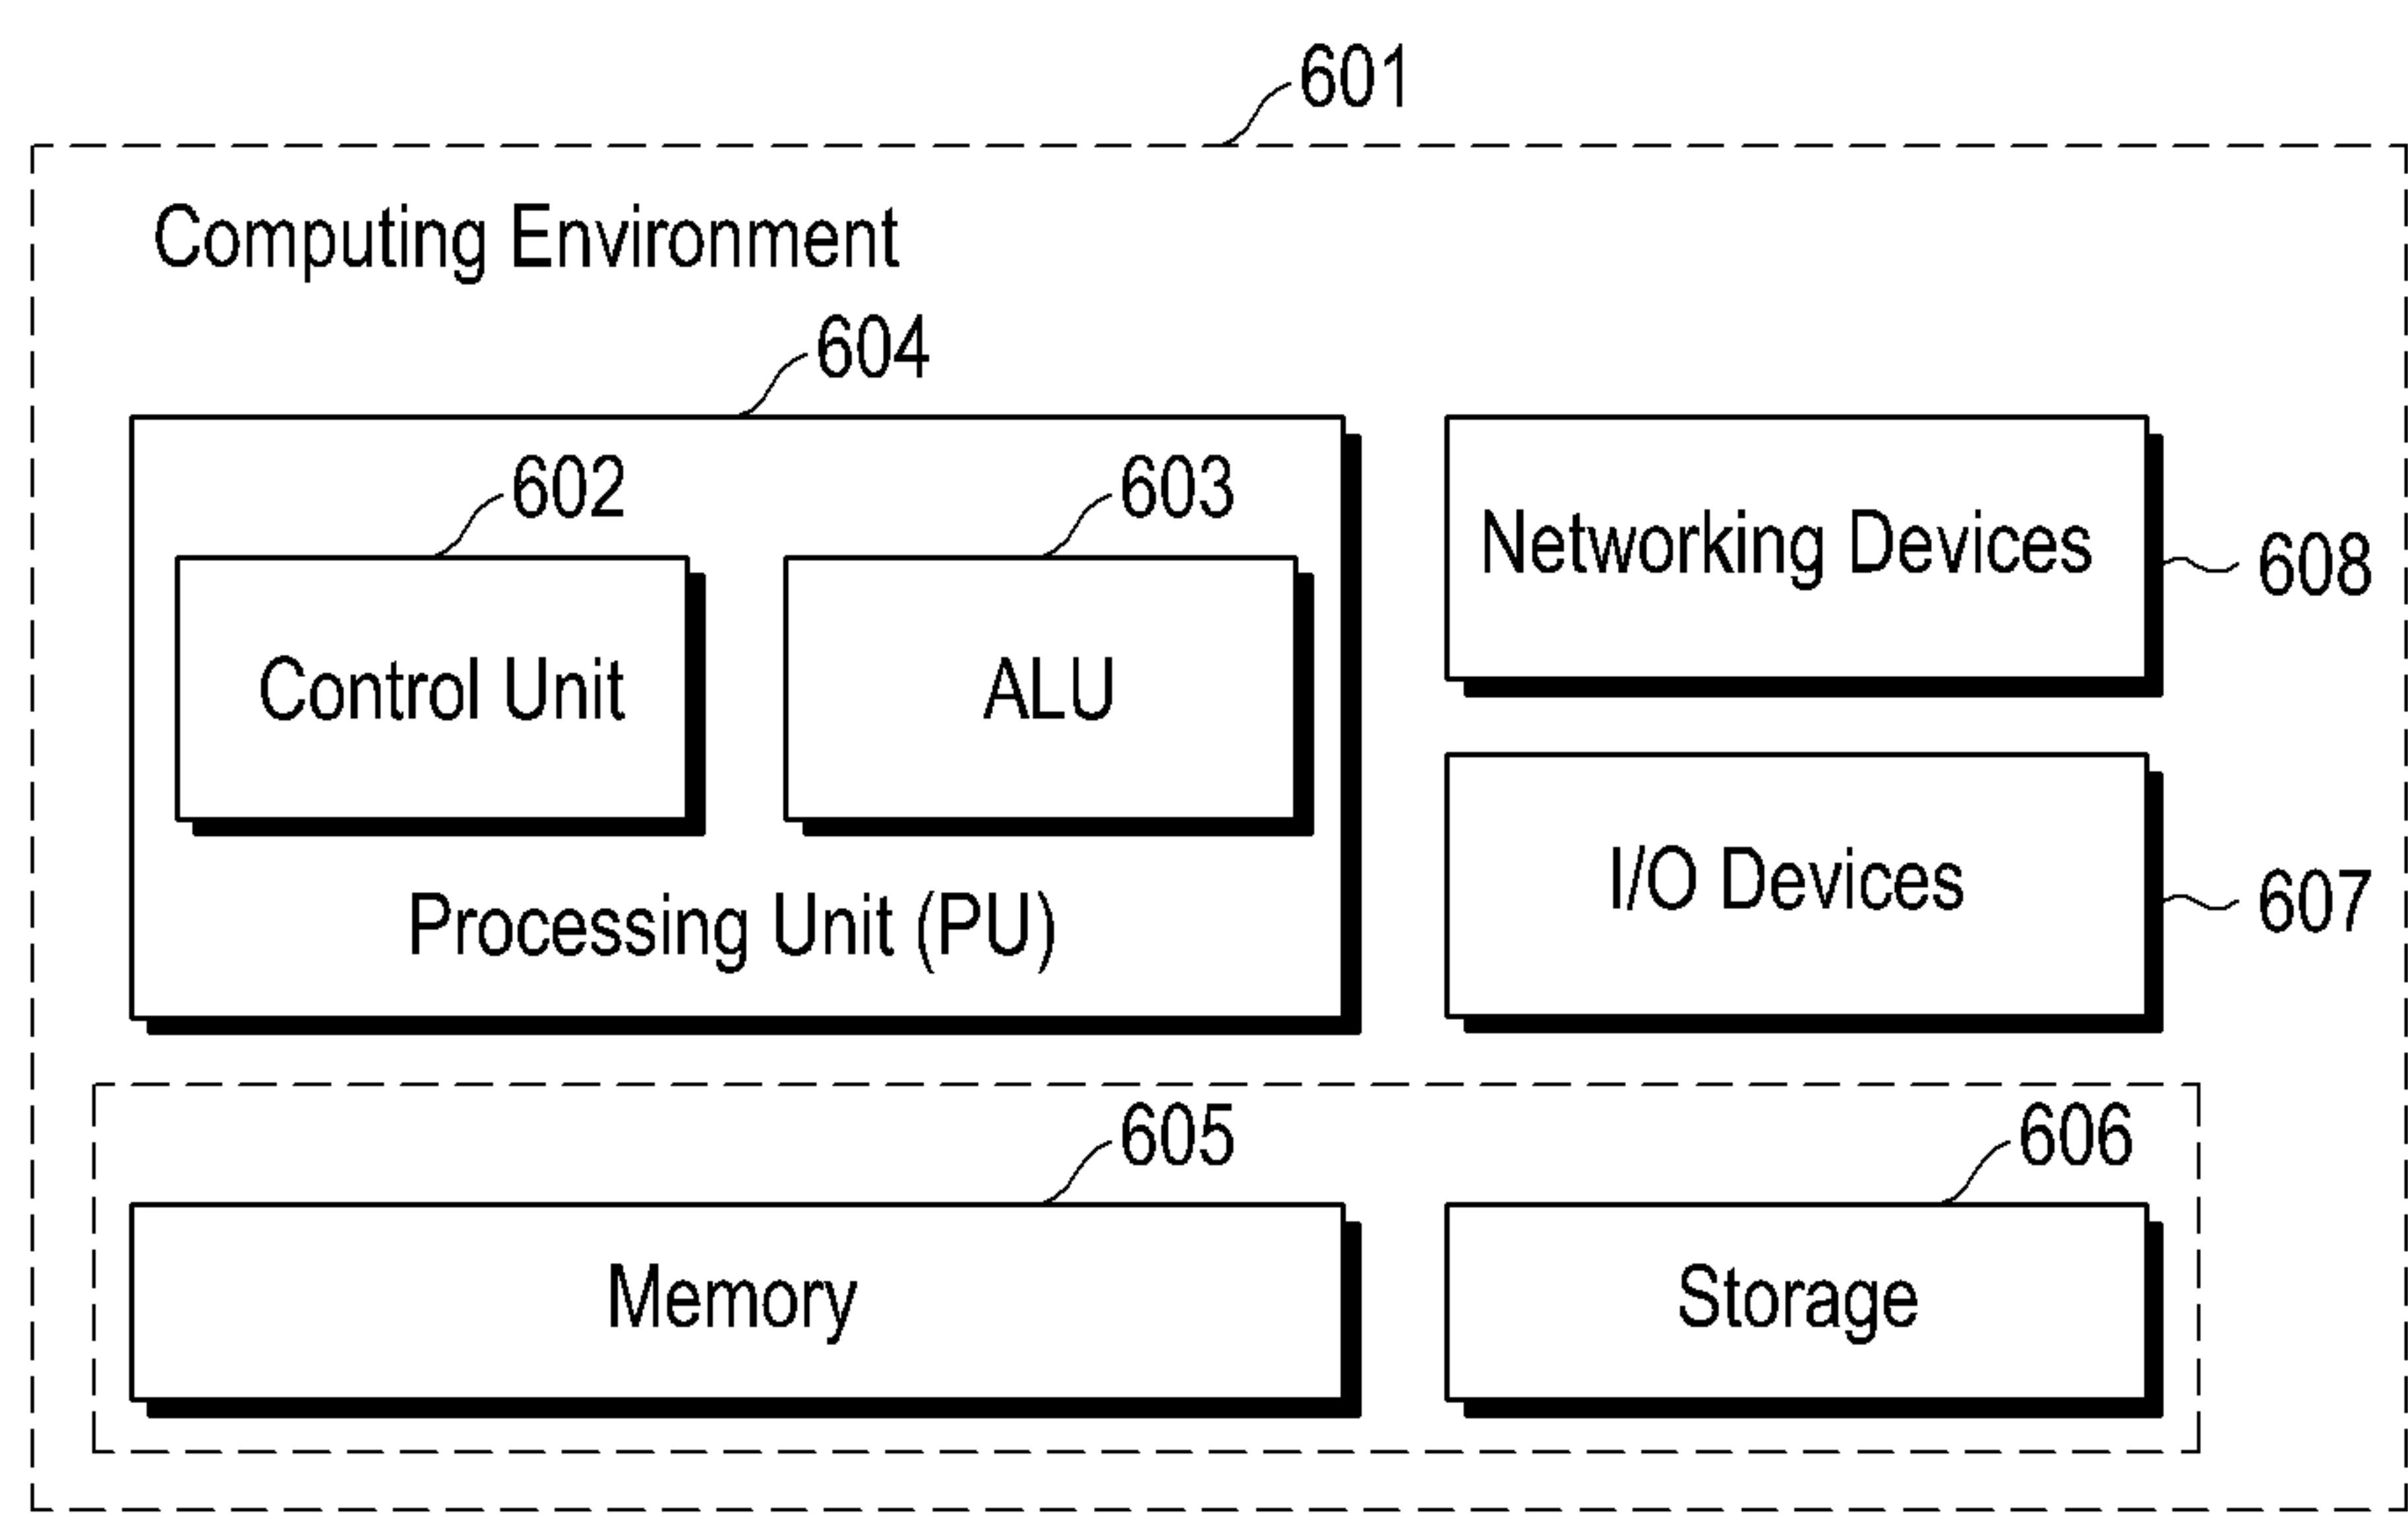 601
Computing Environment
604
602
603
Networking Devices
608
Control Unit
ALU
I/O Devices
607
Processing Unit (PU)
605
606
Memory
Storage